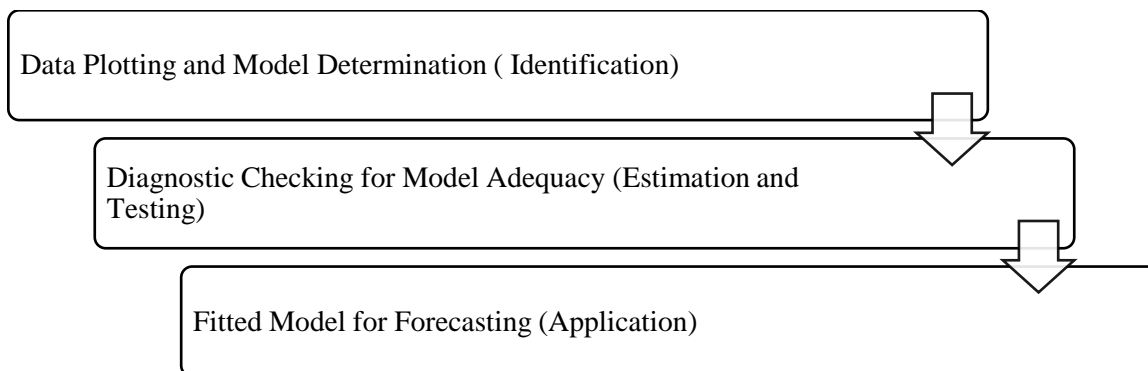 Data Plotting and Model Determination ( Identification)
Diagnostic Checking for Model Adequacy (Estimation and
Testing)
Fitted Model for Forecasting (Application)